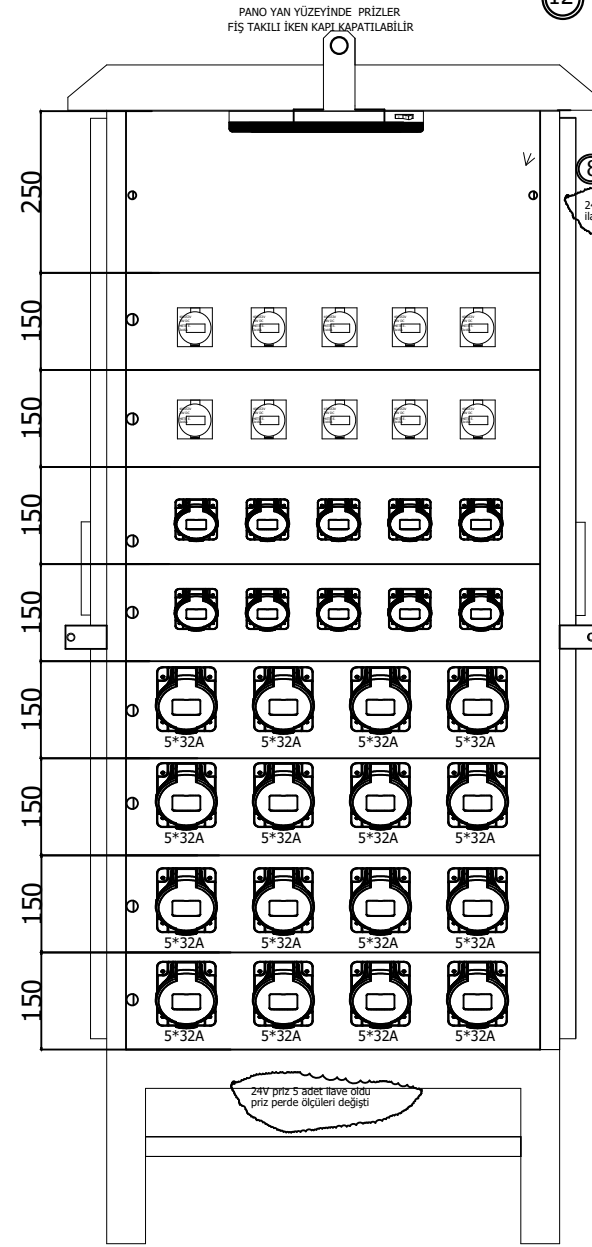 12
PANO YAN YÜZEYİNDE PRİZLER
FİŞ TAKILI İKEN KAPI KAPATILABİLİR
8
24
ila
250
150
150
150
150
150
5*32A 5*32A 5*32A 5*32A
150
5*32A 5*32A 5*32A 5*32A
150
5*32A 5*32A 5*32A 5*32A
150
5*32A 5*32A 5*32A 5*32A
24V priz 5 adet ilave oldu
priz perde ölçüleri değişti